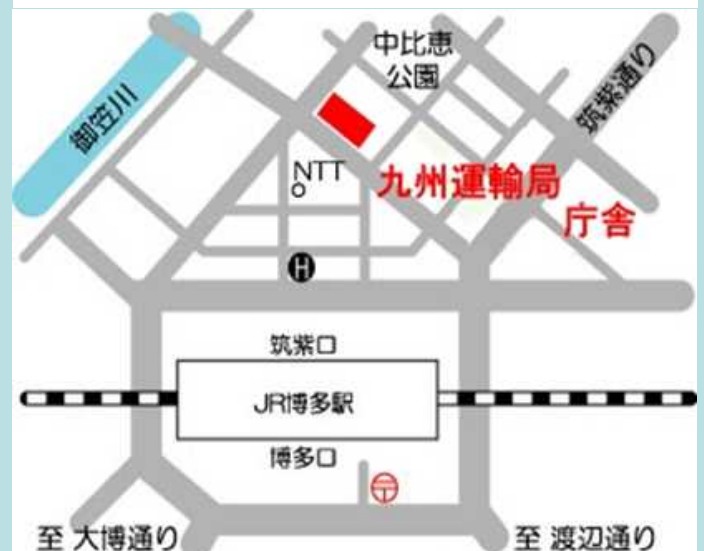 中比恵
公園
御笠川
筑紫通り
NTT
九州運輸局
庁舎
H
筑紫口
JR博多駅
博多口
〒
至 大博通り
至 渡辺通り